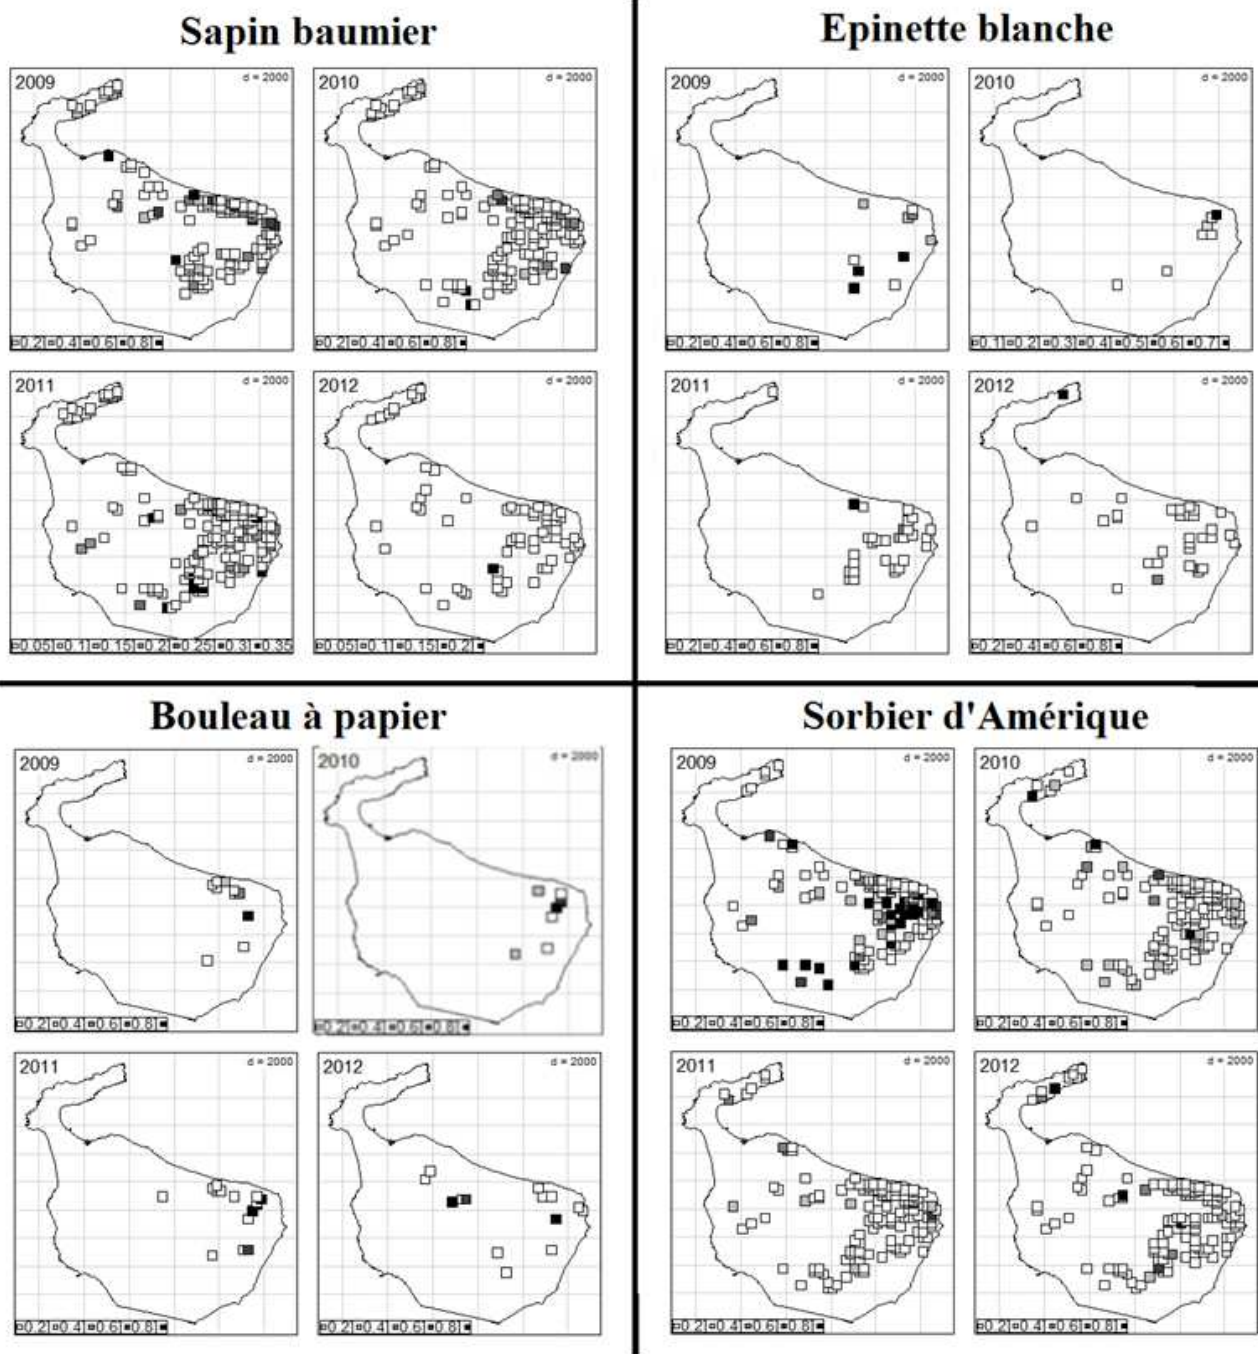 Sapin baumier
2009 d = 2000
2010 d = 2000
0.2] 0.4] 0.6] 0.8]
0.2] 0.4] 0.6] 0.8]
2011 d = 2000
2012 d = 2000
0.05] 0.1] 0.15] 0.2] 0.25] 0.3] 0.35
0.05] 0.1] 0.15] 0.2]
Epinette blanche
2009 d = 2000
2010 d = 2000
0.2] 0.4] 0.6] 0.8]
0.1] 0.2] 0.3] 0.4] 0.5] 0.6] 0.7]
2011 d = 2000
2012 d = 2000
0.2] 0.4] 0.6] 0.8]
0.2] 0.4] 0.6] 0.8]
Bouleau à papier
2009 d = 2000
2010 d = 2000
0.2] 0.4] 0.6] 0.8]
0.2] 0.4] 0.6] 0.8]
2011 d = 2000
2012 d = 2000
0.2] 0.4] 0.6] 0.8]
0.2] 0.4] 0.6] 0.8]
Sorbier d'Amérique
2009 d = 2000
2010 d = 2000
0.2] 0.4] 0.6] 0.8]
0.2] 0.4] 0.6] 0.8]
2011 d = 2000
2012 d = 2000
0.2] 0.4] 0.6] 0.8]
0.2] 0.4] 0.6] 0.8]